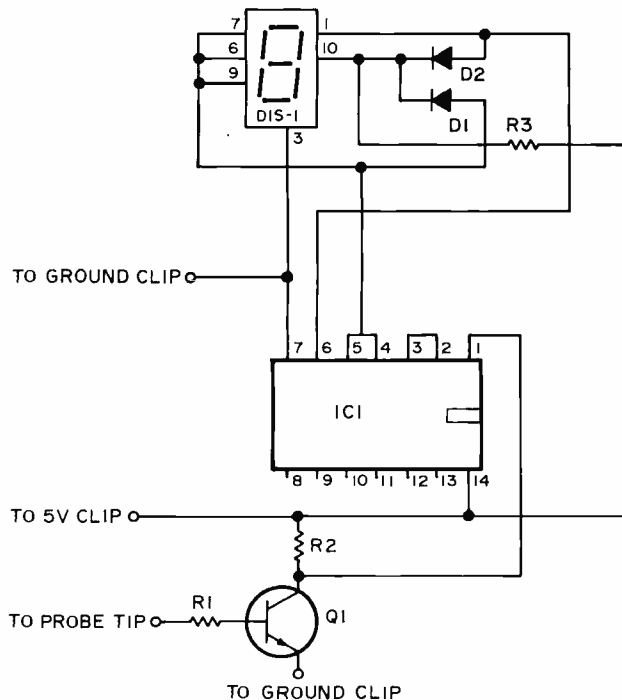 7 1
6 10
9
D2
DIS-1
D1
3
R3
TO GROUND CLIP
7 6 5 4 3 2 1
IC1
8 9 10 11 12 13 14
TO 5V CLIP
R2
R1
TO PROBE TIP
Q1
TO GROUND CLIP